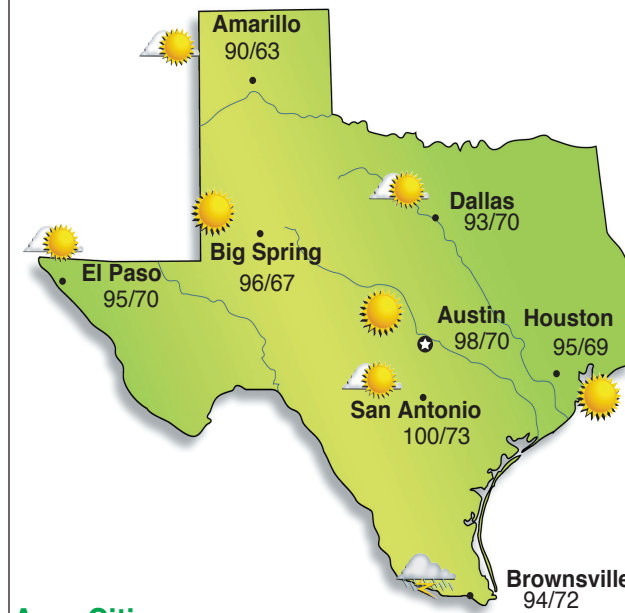 Amarillo
90/63
Dallas
93/70
Big Spring
96/67
El Paso
95/70
Austin
98/70
Houston
95/69
San Antonio
100/73
Brownsville
94/72